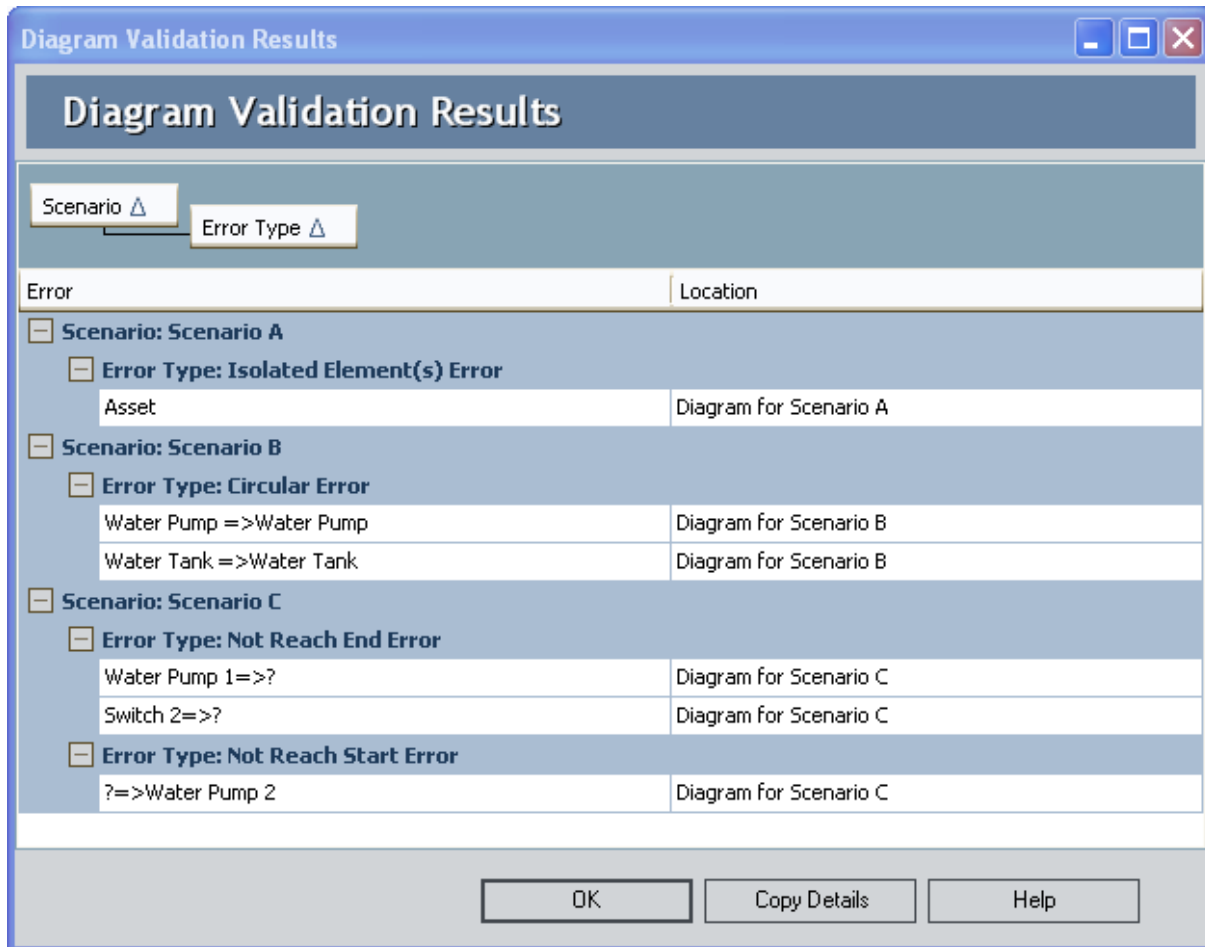 Diagram Validation Results
Diagram Validation Results
Scenario
Error Type
Error Location
Scenario: Scenario A
Error Type: Isolated Element(s) Error
Asset Diagram for Scenario A
Scenario: Scenario B
Error Type: Circular Error
Water Pump =>Water Pump Diagram for Scenario B
Water Tank =>Water Tank Diagram for Scenario B
Scenario: Scenario C
Error Type: Not Reach End Error
Water Pump 1=>? Diagram for Scenario C
Switch 2=>? Diagram for Scenario C
Error Type: Not Reach Start Error
?=>Water Pump 2 Diagram for Scenario C
OK Copy Details Help